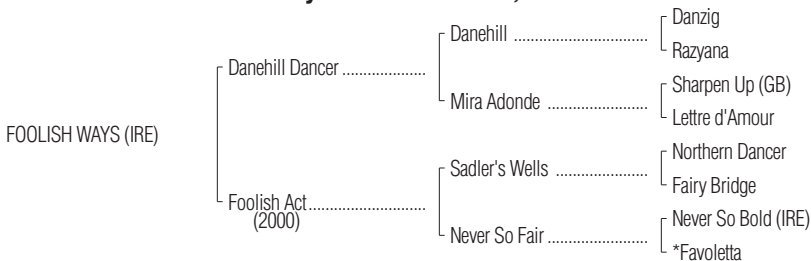 Danzig
Danehill ....................................
Razyana
Danehill Dancer .....................
Sharpen Up (GB)
Mira Adonde ...........................
Lettre d'Amour
FOOLISH WAYS (IRE)
Northern Dancer
Sadler's Wells .........................
Fairy Bridge
Foolish Act..............................
(2000)
Never So Bold (IRE)
Never So Fair ...........................
*Favoletta